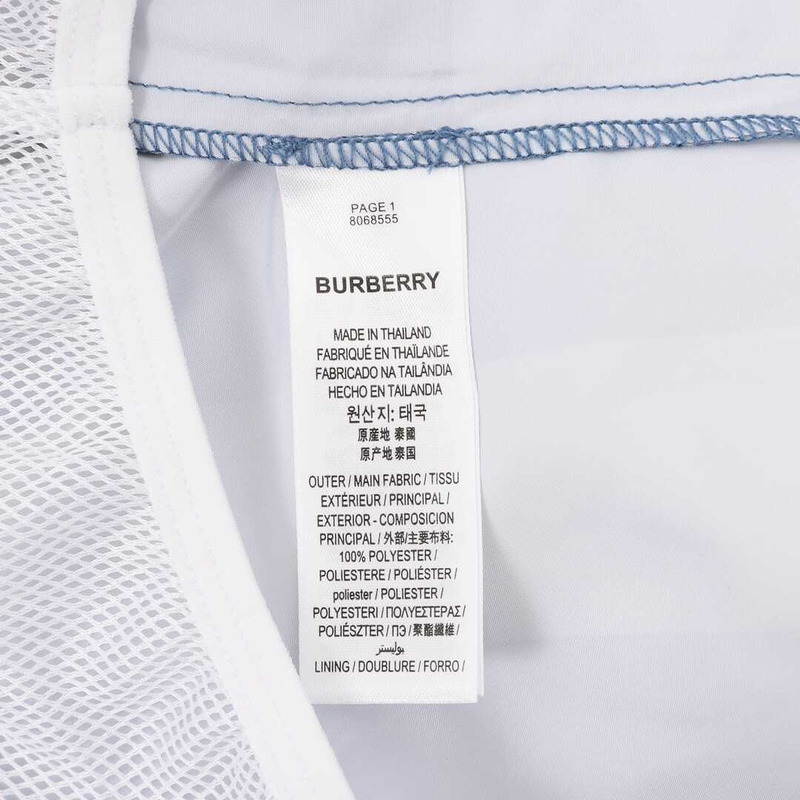 PAGE 1
8068555
BURBERRY
MADE IN THAILAND
FABRIQUÉ EN THAÏLANDE
FABRICADO NA TAILÂNDIA
HECHO EN TAILANDIA
원산지: 태국
原産地 泰國
原产地 泰国
OUTER / MAIN FABRIC / TISSU
EXTÉRIEUR / PRINCIPAL /
EXTERIOR - COMPOSICION
PRINCIPAL / 外部/主要布料:
100% POLYESTER /
POLIESTERE / POLIÉSTER /
poliester / POLIESTER /
POLYESTERI / ΠΟΛΥΕΣΤΕΡΑΣ /
POLIÉSZTER / ПЭ / 聚酯纖維 /
بوليستر
LINING / DOUBLURE / FORRO /